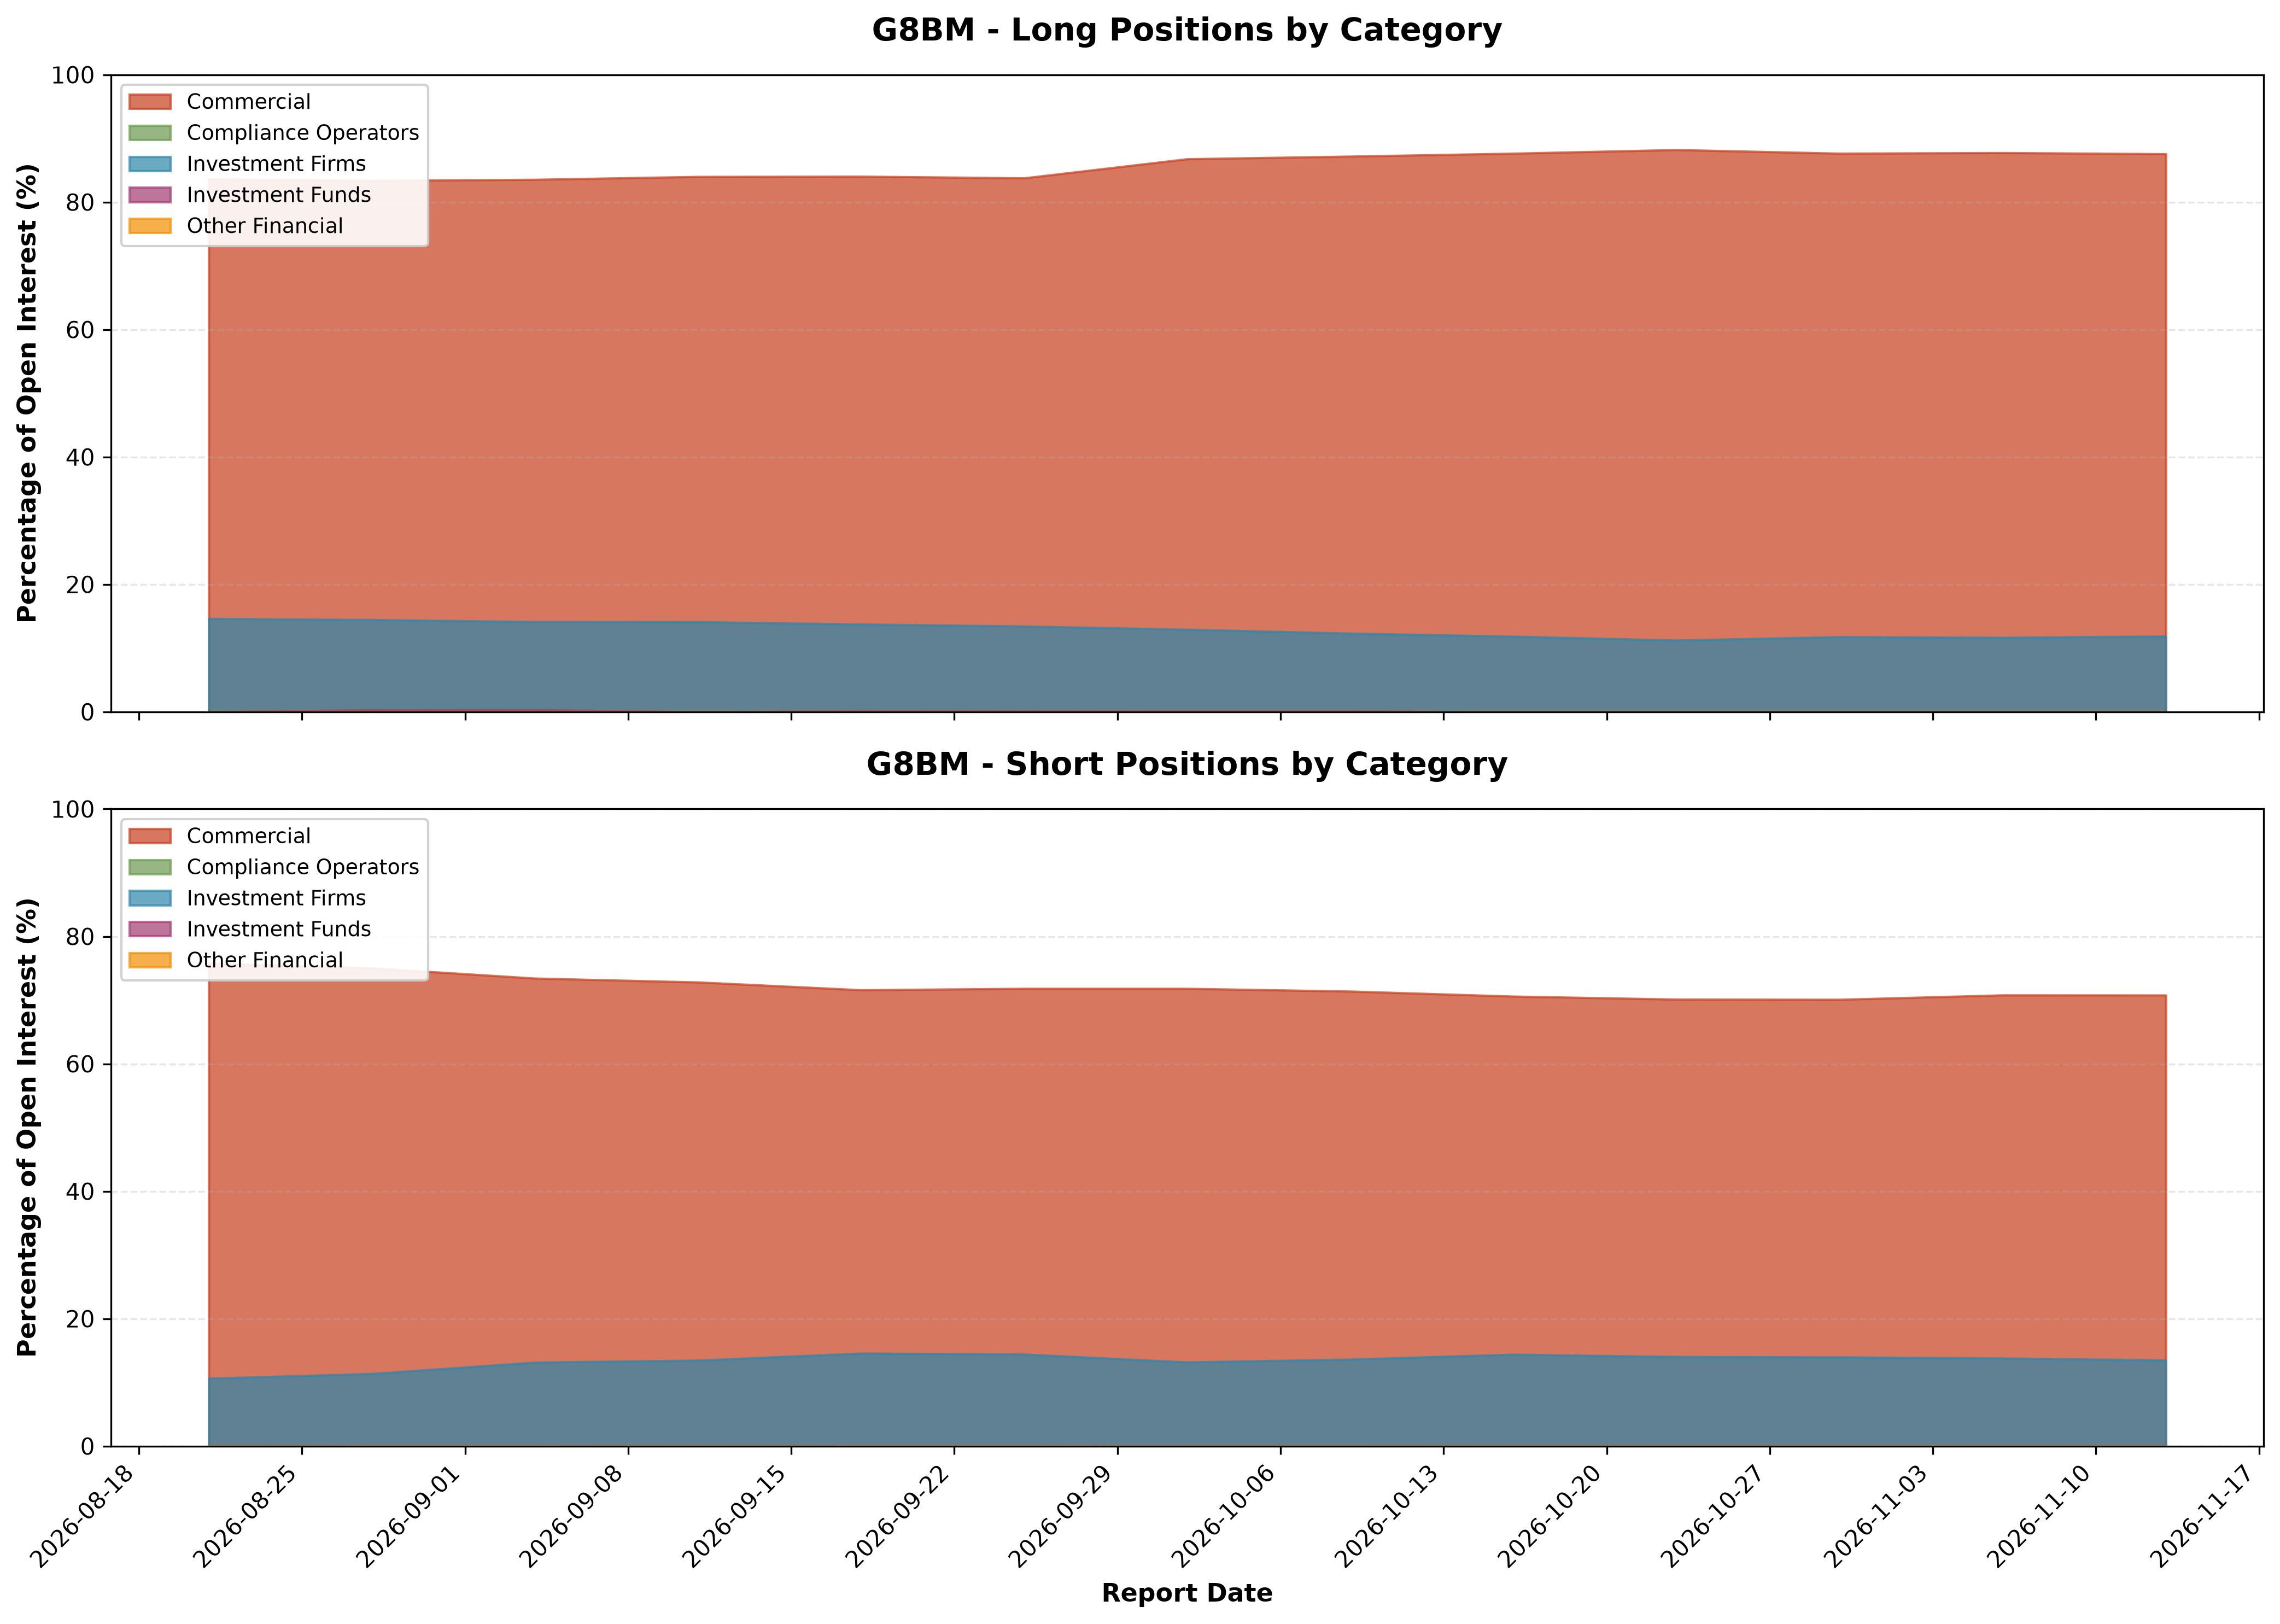 G8BM - Long Positions by Category
Percentage of Open Interest (%)
100
80
60
40
20
0
Commercial
Compliance Operators
Investment Firms
Investment Funds
Other Financial
G8BM - Short Positions by Category
Percentage of Open Interest (%)
100
80
60
40
20
0
Commercial
Compliance Operators
Investment Firms
Investment Funds
Other Financial
2026-08-18
2026-08-25
2026-09-01
2026-09-08
2026-09-15
2026-09-22
2026-09-29
2026-10-06
2026-10-13
2026-10-20
2026-10-27
2026-11-03
2026-11-10
2026-11-17
Report Date